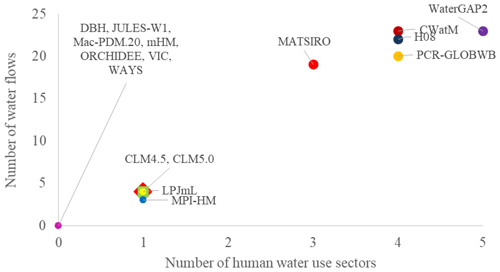 25
20
15
10
5
0
Number of water flows
DBH, JULES-W1,
Mac-PDM.20, mHM,
ORCHIDEE, VIC,
WAYS
MATSIRO
WaterGAP2
CWatM
H08
PCR-GLOBWB
CLM4.5, CLM5.0
LPJmL
MPI-HM
0 1 2 3 4 5
Number of human water use sectors